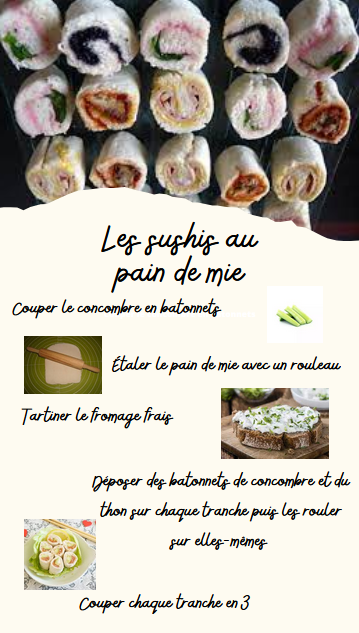 Les sushis au
pain de mie
Couper le concombre en batonnets
Étaler le pain de mie avec un rouleau
Tartiner le fromage frais
Déposer des batonnets de concombre et du
thon sur chaque tranche puis les rouler
sur elles-mêmes
Couper chaque tranche en 3